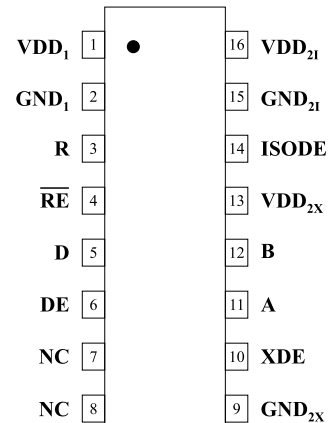 VDD₁ 1 16 VDD₂I
GND₁ 2 15 GND₂I
R 3 14 ISODE
R̅E̅ 4 13 VDD₂X
D 5 12 B
DE 6 11 A
NC 7 10 XDE
NC 8 9 GND₂X